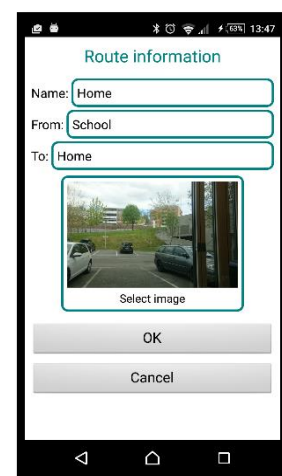 63% 13:47
Route information
Name: Home
From: School
To: Home
Select image
OK
Cancel